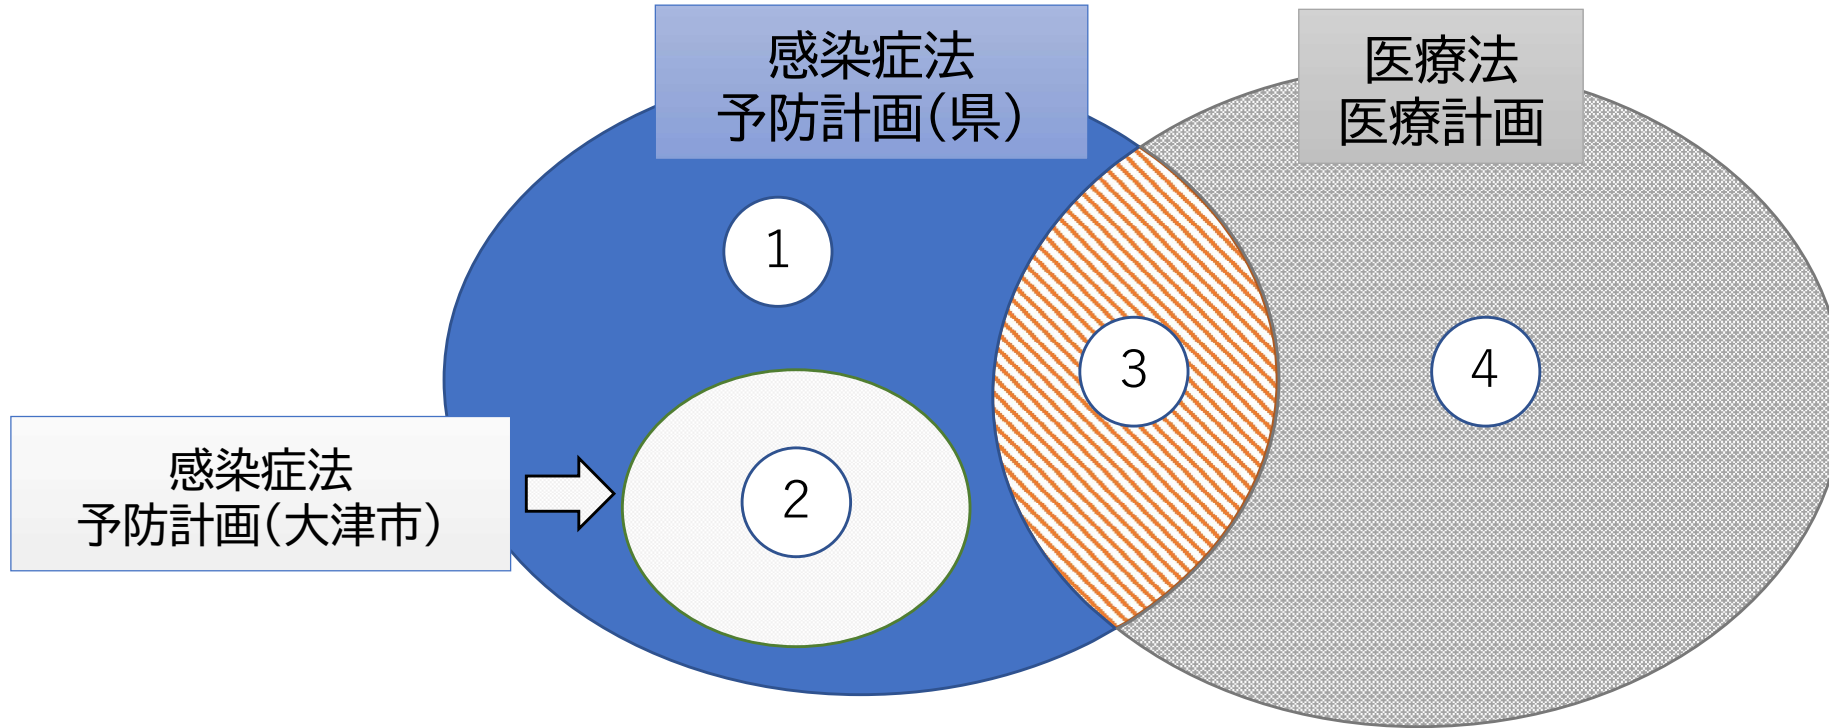 感染症法
予防計画(県)
医療法
医療計画
1
3
4
感染症法
予防計画(大津市)
2